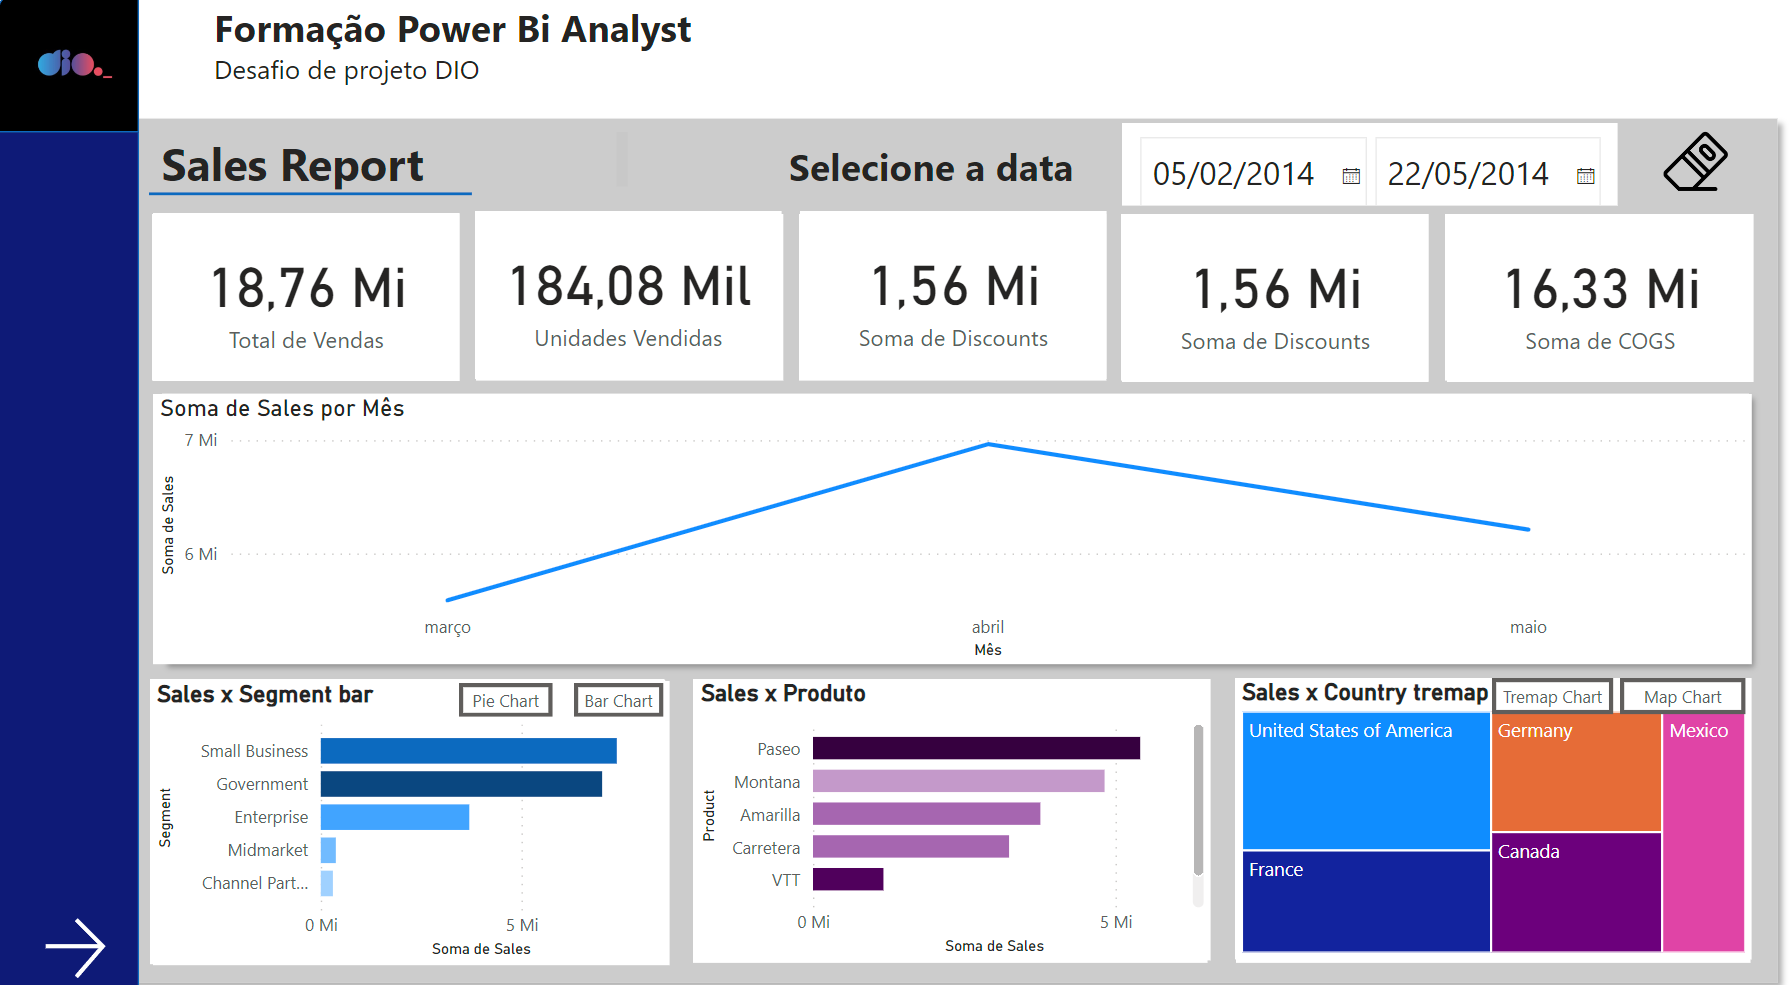 dio._
Formação Power Bi Analyst
Desafio de projeto DIO
Sales Report
Selecione a data
05/02/2014
22/05/2014
18,76 Mi
Total de Vendas
184,08 Mil
Unidades Vendidas
1,56 Mi
Soma de Discounts
1,56 Mi
Soma de Discounts
16,33 Mi
Soma de COGS
Soma de Sales por Mês
7 Mi
6 Mi
Soma de Sales
março
abril
maio
Mês
Sales x Segment bar
Pie Chart
Bar Chart
Segment
Small Business
Government
Enterprise
Midmarket
Channel Part...
0 Mi
5 Mi
Soma de Sales
Sales x Produto
Product
Paseo
Montana
Amarilla
Carretera
VTT
0 Mi
5 Mi
Soma de Sales
Sales x Country tremap
Tremap Chart
Map Chart
United States of America
France
Germany
Canada
Mexico